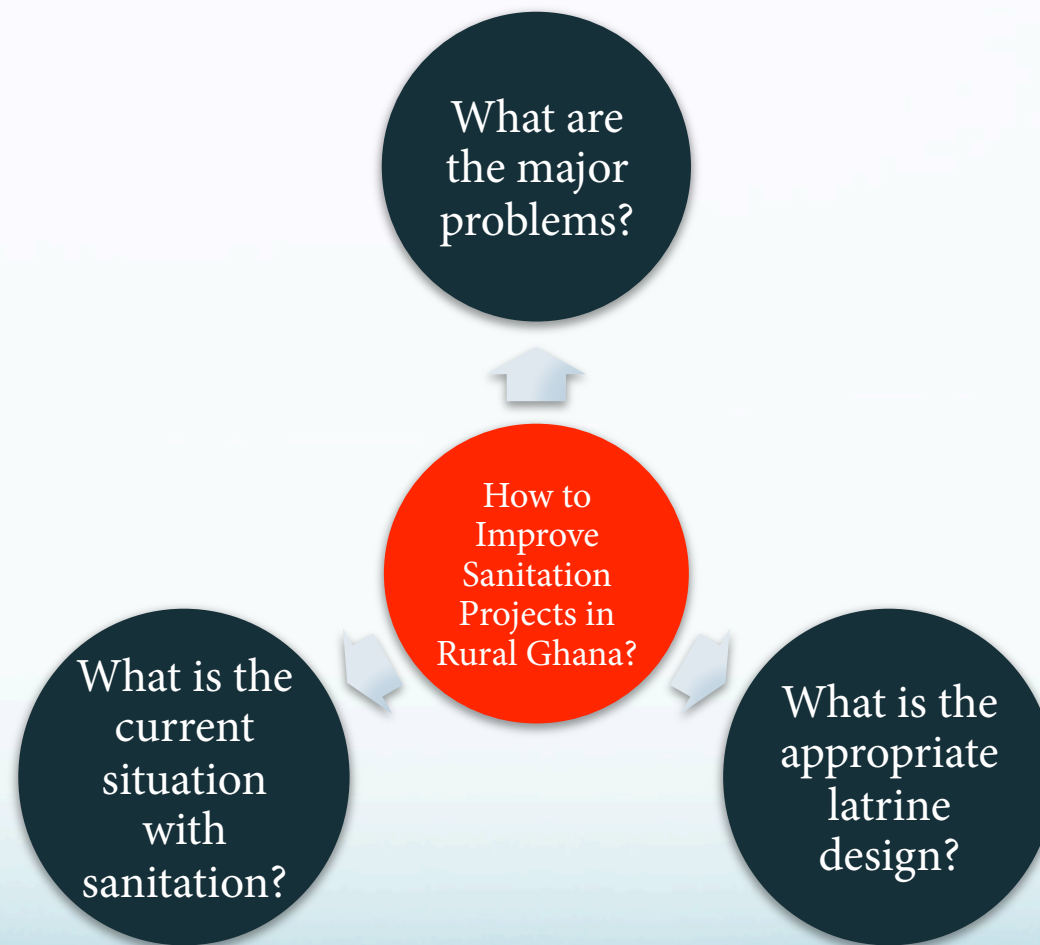 What are
the major
problems?
How to
Improve
Sanitation
Projects in
Rural Ghana?
What is the
current
situation
with
sanitation?
What is the
appropriate
latrine
design?